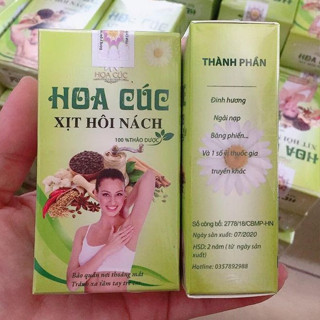 HOA CÚC
HOA CÚC
XỊT HÔI NÁCH
100 %THẢO DƯỢC
Bảo quản nơi thoáng mát
Tránh xa tầm tay trẻ
THÀNH PHẦN
Đinh hương
Ngải nạp
Băng phiến...
Và 1 số vị thuốc gia
truyền khác
Số công bố: 2778/18/CBMP-HN
Ngày sản xuất: 07/2020
HSD: 2 năm ( từ ngày sản
xuất)
Hotline: 0357892988